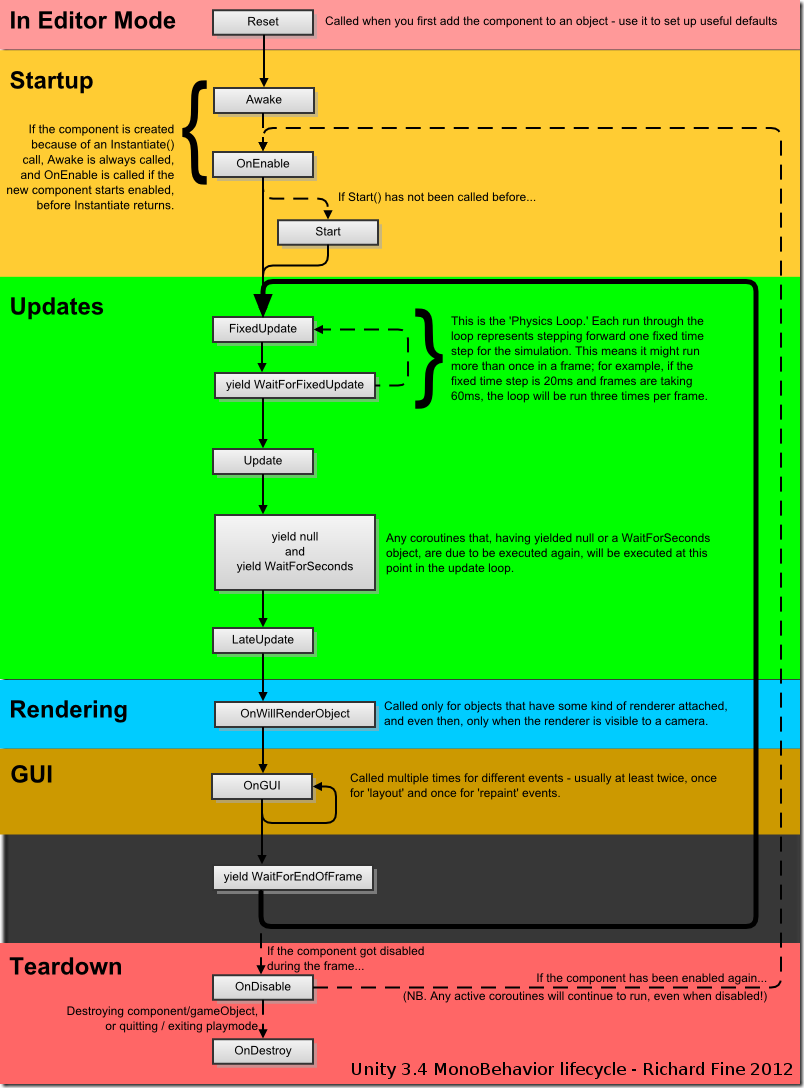 In Editor Mode
Reset
Called when you first add the component to an object - use it to set up useful defaults
Startup
Awake
If the component is created
because of an Instantiate()
call, Awake is always called,
and OnEnable is called if the
new component starts enabled,
before Instantiate returns.
OnEnable
If Start() has not been called before...
Start
Updates
FixedUpdate
This is the 'Physics Loop.' Each run through the
loop represents stepping forward one fixed time
step for the simulation. This means it might run
more than once in a frame; for example, if the
fixed time step is 20ms and frames are taking
60ms, the loop will be run three times per frame.
yield WaitForFixedUpdate
Update
yield null
and
yield WaitForSeconds
Any coroutines that, having yielded null or a WaitForSeconds
object, are due to be executed again, will be executed at this
point in the update loop.
LateUpdate
Rendering
OnWillRenderObject
Called only for objects that have some kind of renderer attached,
and even then, only when the renderer is visible to a camera.
GUI
OnGUI
Called multiple times for different events - usually at least twice, once
for 'layout' and once for 'repaint' events.
yield WaitForEndOfFrame
Teardown
If the component got disabled
during the frame...
OnDisable
If the component has been enabled again...
(NB. Any active coroutines will continue to run, even when disabled!)
Destroying component/gameObject,
or quitting / exiting playmode
OnDestroy
Unity 3.4 MonoBehavior lifecycle - Richard Fine 2012